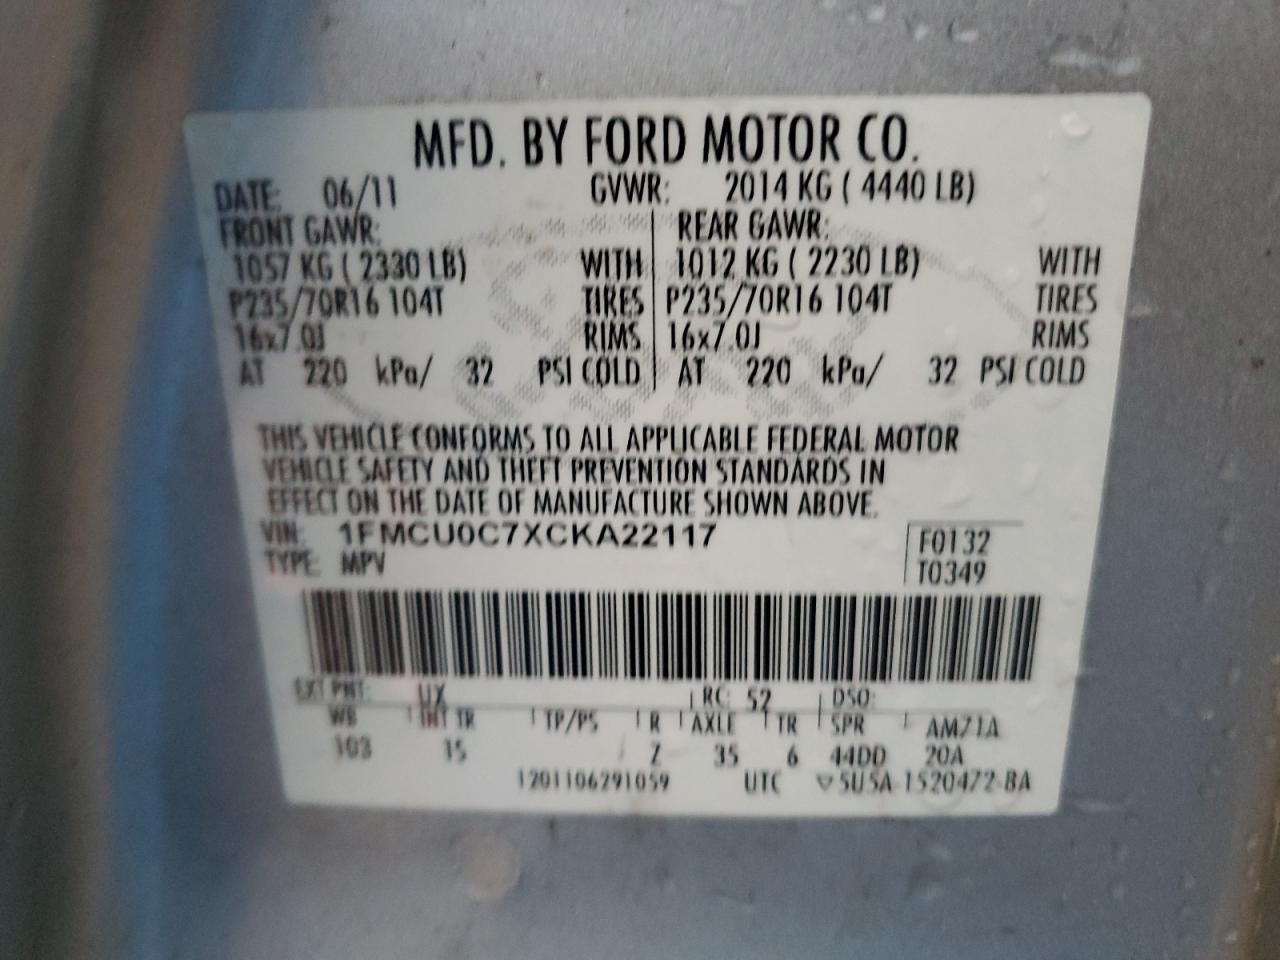 MFD. BY FORD MOTOR CO.
DATE: 06/11 GVWR: 2014 KG ( 4440 LB)
FRONT GAWR: REAR GAWR:
1057 KG ( 2330 LB) WITH 1012 KG ( 2230 LB) WITH
P235/70R16 104T TIRES P235/70R16 104T TIRES
16x7.0J RIMS 16x7.0J RIMS
AT 220 kPa/ 32 PSI COLD AT 220 kPa/ 32 PSI COLD
THIS VEHICLE CONFORMS TO ALL APPLICABLE FEDERAL MOTOR
VEHICLE SAFETY AND THEFT PREVENTION STANDARDS IN
EFFECT ON THE DATE OF MANUFACTURE SHOWN ABOVE.
VIN: 1FMCU0C7XCKA22117 F0132
TYPE: MPV T0349
EXT PNT: UX RC: 52 DSO:
WB INT TR TP/PS R AXLE TR SPR AM71A
103 15 Z 35 6 44DD 20A
1201106291059 UTC ▽5U5A-1520472-BA